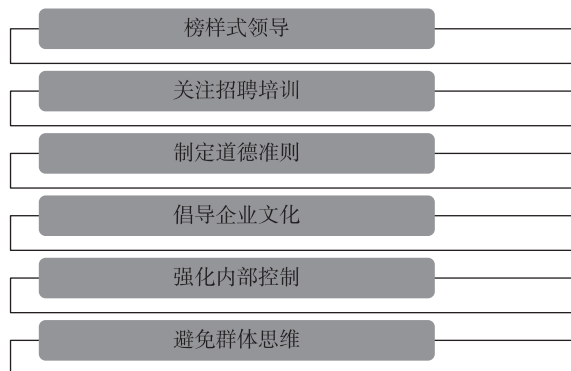 榜样式领导
关注招聘培训
制定道德准则
倡导企业文化
强化内部控制
避免群体思维